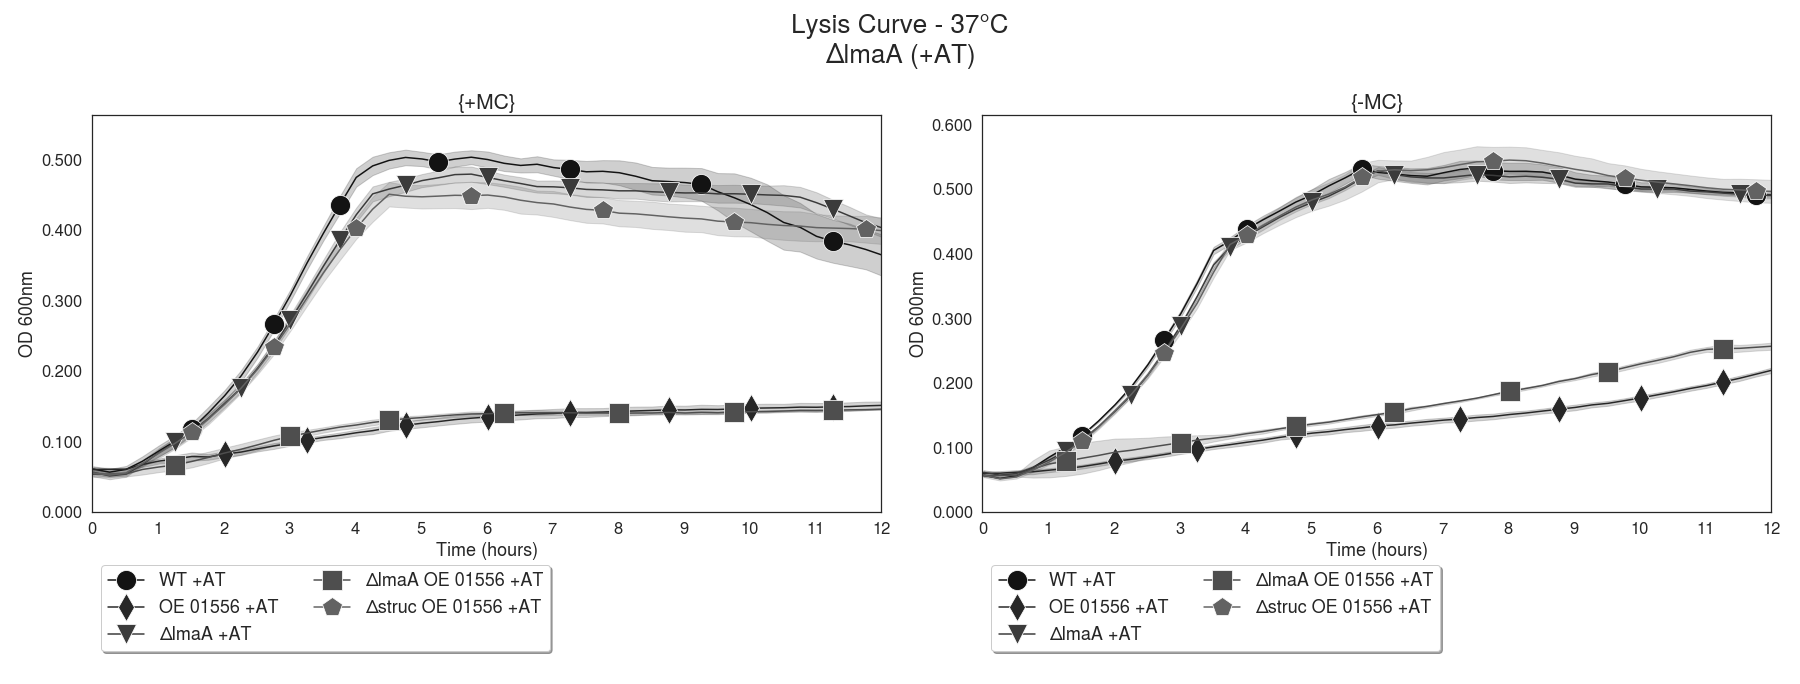 Lysis Curve - 37°C
ΔlmaA (+AT)
{+MC}
0.500
0.400
0.300
0.200
0.100
0.000
OD 600nm
0 1 2 3 4 5 6 7 8 9 10 11 12
Time (hours)
WT +AT
OE 01556 +AT
ΔlmaA +AT
ΔlmaA OE 01556 +AT
Δstruc OE 01556 +AT
{-MC}
0.600
0.500
0.400
0.300
0.200
0.100
0.000
OD 600nm
0 1 2 3 4 5 6 7 8 9 10 11 12
Time (hours)
WT +AT
OE 01556 +AT
ΔlmaA +AT
ΔlmaA OE 01556 +AT
Δstruc OE 01556 +AT